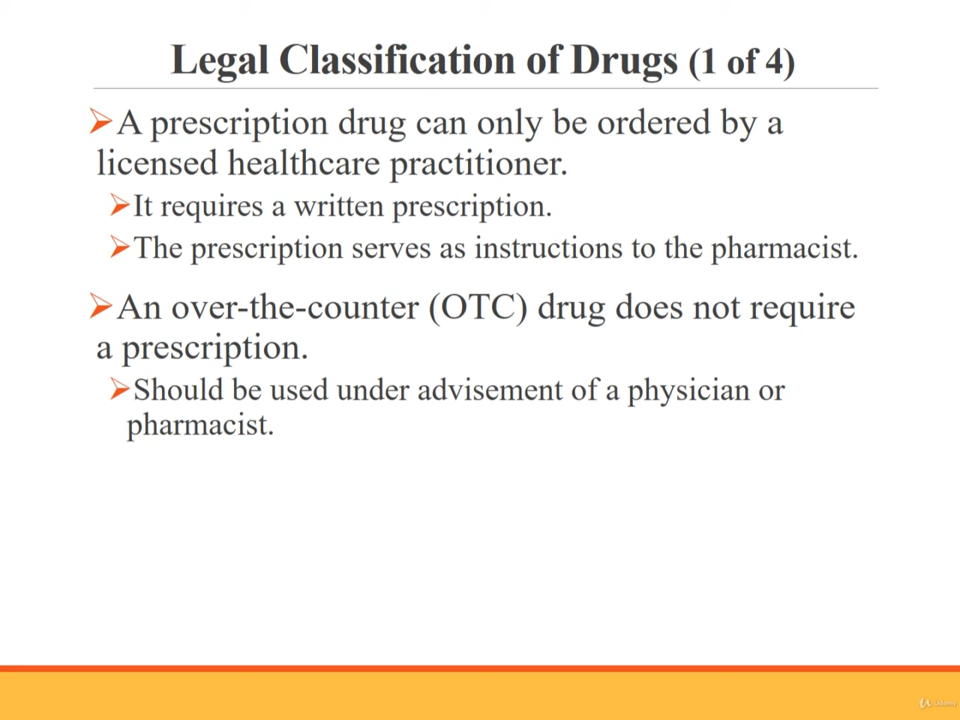 Legal Classification of Drugs (1 of 4)
A prescription drug can only be ordered by a
licensed healthcare practitioner.
It requires a written prescription.
The prescription serves as instructions to the pharmacist.
An over-the-counter (OTC) drug does not require
a prescription.
Should be used under advisement of a physician or
pharmacist.
Udemy